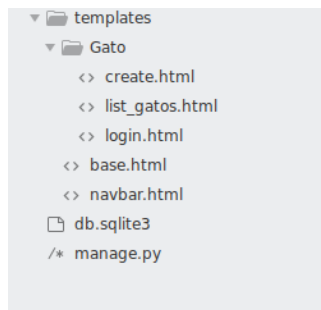 templates
Gato
<> create.html
<> list_gatos.html
<> login.html
<> base.html
<> navbar.html
db.sqlite3
/* manage.py